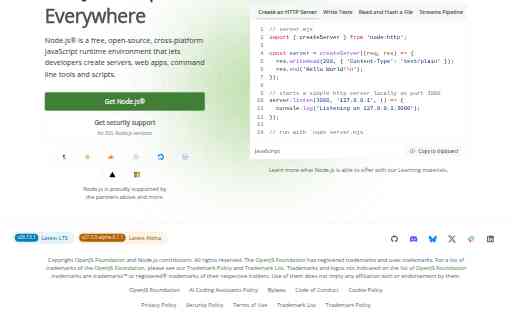 Everywhere
Node.js® is a free, open-source, cross-platform
JavaScript runtime environment that lets
developers create servers, web apps, command
line tools and scripts.
Get Node.js®
Get security support
for EOL Node.js versions
Node.js is proudly supported by
the partners above and more.
Create an HTTP Server Write Tests Read and Hash a File Streams Pipeline
1 // server.mjs
2 import { createServer } from 'node:http';
3
4 const server = createServer((req, res) => {
5 res.writeHead(200, { 'Content-Type': 'text/plain' });
6 res.end('Hello World!\n');
7 });
8
9 // starts a simple http server locally on port 3000
10 server.listen(3000, '127.0.0.1', () => {
11 console.log('Listening on 127.0.0.1:3000');
12 });
13
14 // run with `node server.mjs`
JavaScript Copy to clipboard
Learn more what Node.js is able to offer with our Learning materials.
Latest LTS Latest Alpha
Copyright OpenJS Foundation and Node.js contributors. All rights reserved. The OpenJS Foundation has registered trademarks and uses trademarks. For a list of
trademarks of the OpenJS Foundation, please see our Trademark Policy and Trademark List. Trademarks and logos not indicated on the list of OpenJS Foundation
trademarks are trademarks™ or registered® trademarks of their respective holders. Use of them does not imply any affiliation with or endorsement by them.
OpenJS Foundation AI Coding Assistants Policy Bylaws Code of Conduct Cookie Policy
Privacy Policy Security Policy Terms of Use Trademark List Trademark Policy